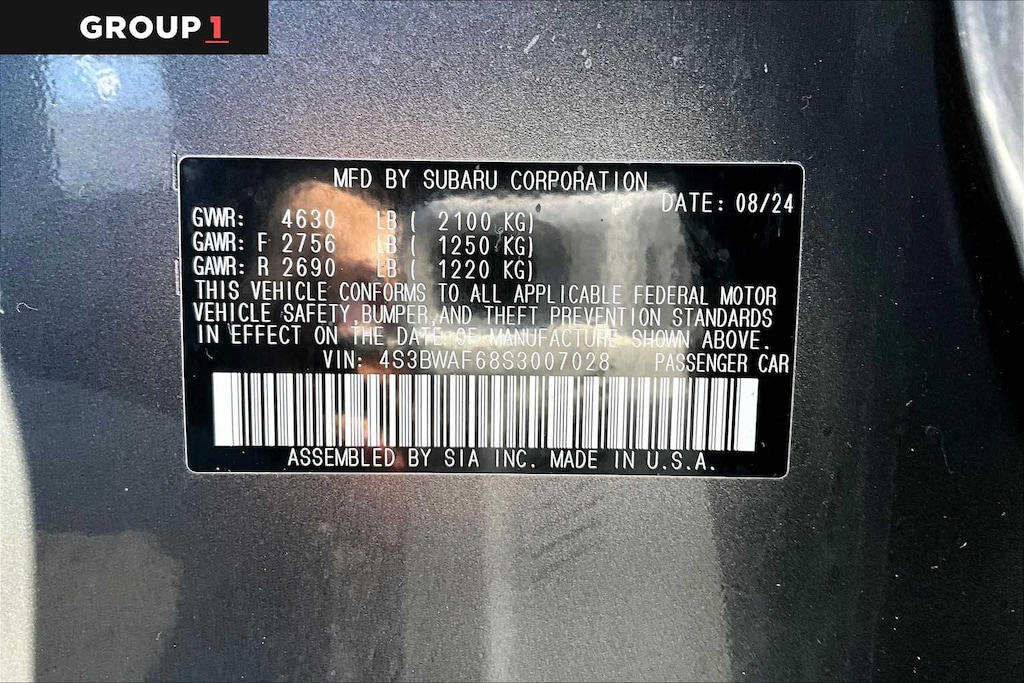 GROUP 1
MFD BY SUBARU CORPORATION
DATE: 08/24
GVWR: 4630 LB ( 2100 KG)
GAWR: F 2756 LB ( 1250 KG)
GAWR: R 2690 LB ( 1220 KG)
THIS VEHICLE CONFORMS TO ALL APPLICABLE FEDERAL MOTOR
VEHICLE SAFETY, BUMPER, AND THEFT PREVENTION STANDARDS
IN EFFECT ON THE DATE OF MANUFACTURE SHOWN ABOVE.
VIN: 4S3BWAF68S3007028 PASSENGER CAR
ASSEMBLED BY SIA INC. MADE IN U.S.A.